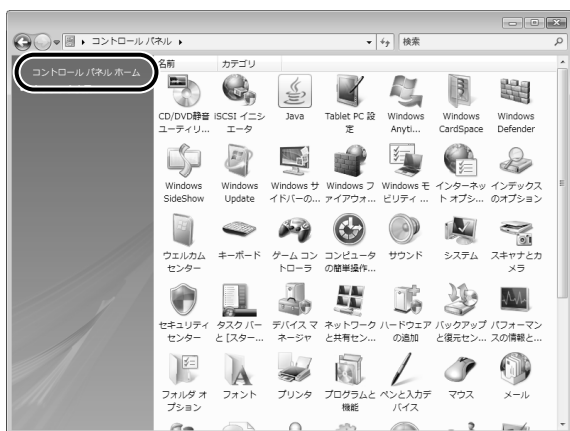 コントロール パネル
検索
コントロール パネル ホーム
名前 カテゴリ
CD/DVD静音ユーティリ...
iSCSI イニシエータ
Java
Tablet PC 設定
Windows Anyti...
Windows CardSpace
Windows Defender
Windows SideShow
Windows Update
Windows サイドバーの...
Windows ファイアウォ...
Windows モビリティ ...
インターネット オプシ...
インデックスのオプション
ウェルカム センター
キーボード
ゲーム コントローラ
コンピュータの簡単操作...
サウンド
システム
スキャナとカメラ
セキュリティ センター
タスク バーと [スター...
デバイス マネージャ
ネットワークと共有セン...
ハードウェアの追加
バックアップと復元セン...
パフォーマンスの情報と...
フォルダ オプション
フォント
プリンタ
プログラムと機能
ペンと入力デバイス
マウス
メール